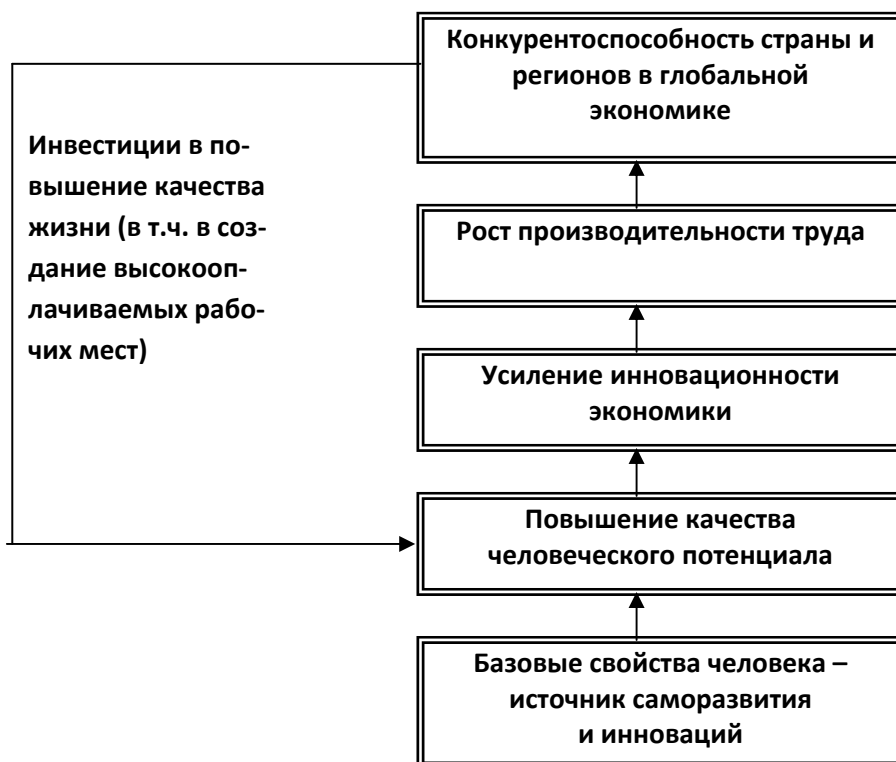 Конкурентоспособность страны и
регионов в глобальной
экономике
Инвестиции в по-
вышение качества
жизни (в т.ч. в соз-
дание высокооп-
лачиваемых рабо-
чих мест)
Рост производительности труда
Усиление инновационности
экономики
Повышение качества
человеческого потенциала
Базовые свойства человека –
источник саморазвития
и инноваций